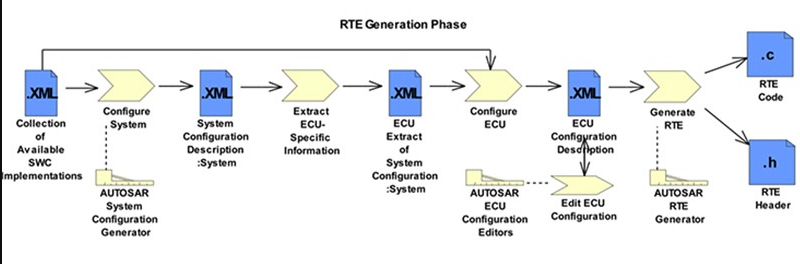 RTE Generation Phase
.XML
.XML
.XML
.XML
.c
Collection
of
Available
SWC
Implementations
Configure
System
System
Configuration
Description
:System
Extract
ECU-
Specific
Information
ECU
Extract
of
System
Configuration
:System
Configure
ECU
ECU
Configuration
Description
Generate
RTE
RTE
Code
.h
RTE
Header
AUTOSAR
System
Configuration
Generator
AUTOSAR
ECU
Configuration
Editors
Edit ECU
Configuration
AUTOSAR
RTE
Generator